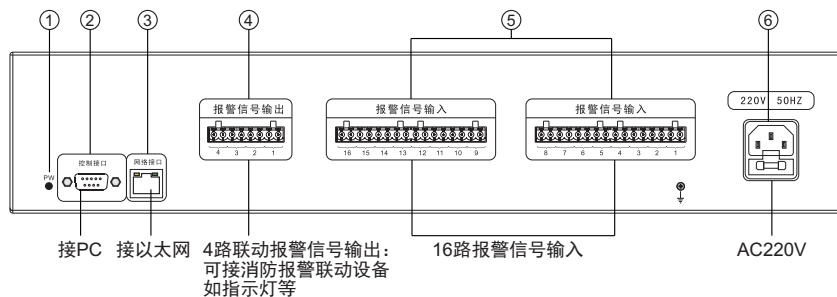 ① ② ③ ④ ⑤ ⑥
报警信号输出 报警信号输入 报警信号输入 220V 50HZ
控制接口 网络接口
4 3 2 1 16 15 14 13 12 11 10 9 8 7 6 5 4 3 2 1
PW
接PC 接以太网 4路联动报警信号输出： 16路报警信号输入 AC220V
可接消防报警联动设备
如指示灯等